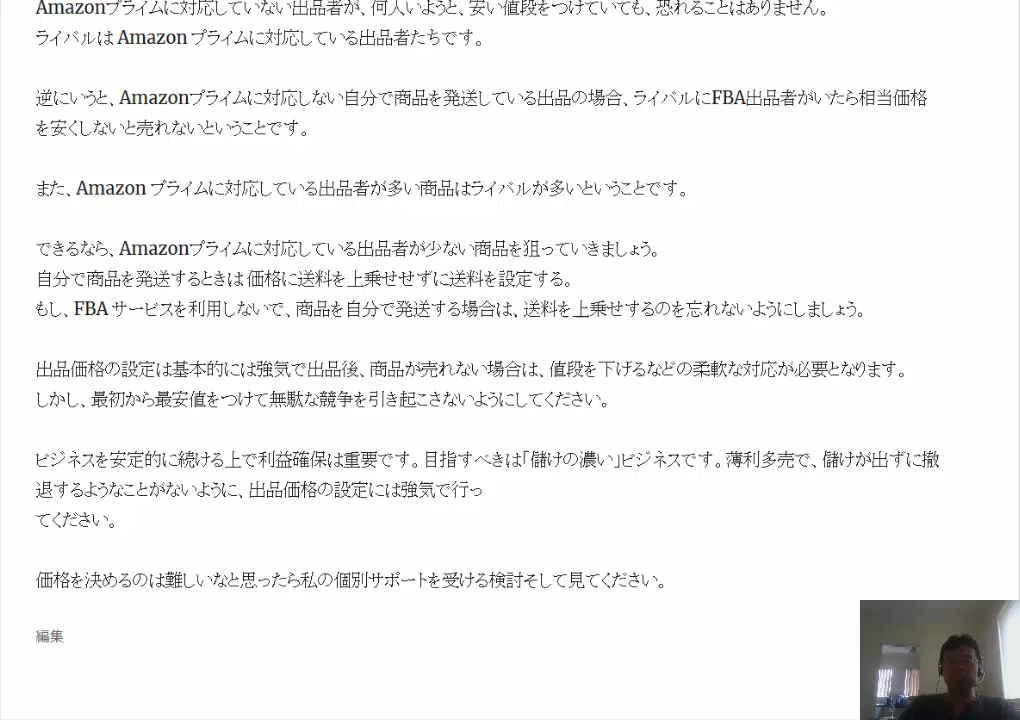 Amazonプライムに対応していない出品者が、何人いようと、安い値段をつけていても、恐れることはありません。
ライバルは Amazon プライムに対応している出品者たちです。
逆にいうと、Amazonプライムに対応しない自分で商品を発送している出品の場合、ライバルにFBA出品者がいたら相当価格
を安くしないと売れないということです。
また、Amazon プライムに対応している出品者が多い商品はライバルが多いということです。
できるなら、Amazonプライムに対応している出品者が少ない商品を狙っていきましょう。
自分で商品を発送するときは 価格に送料を上乗せせずに送料を設定する。
もし、FBA サービスを利用しないで、商品を自分で発送する場合は、送料を上乗せするのを忘れないようにしましょう。
出品価格の設定は基本的には強気で出品後、商品が売れない場合は、値段を下げるなどの柔軟な対応が必要となります。
しかし、最初から最安値をつけて無駄な競争を引き起こさないようにしてください。
ビジネスを安定的に続ける上で利益確保は重要です。目指すべきは「儲けの濃い」ビジネスです。薄利多売で、儲けが出ずに撤
退するようなことがないように、出品価格の設定には強気で行っ
てください。
価格を決めるのは難しいなと思ったら私の個別サポートを受ける検討そして見てください。
編集